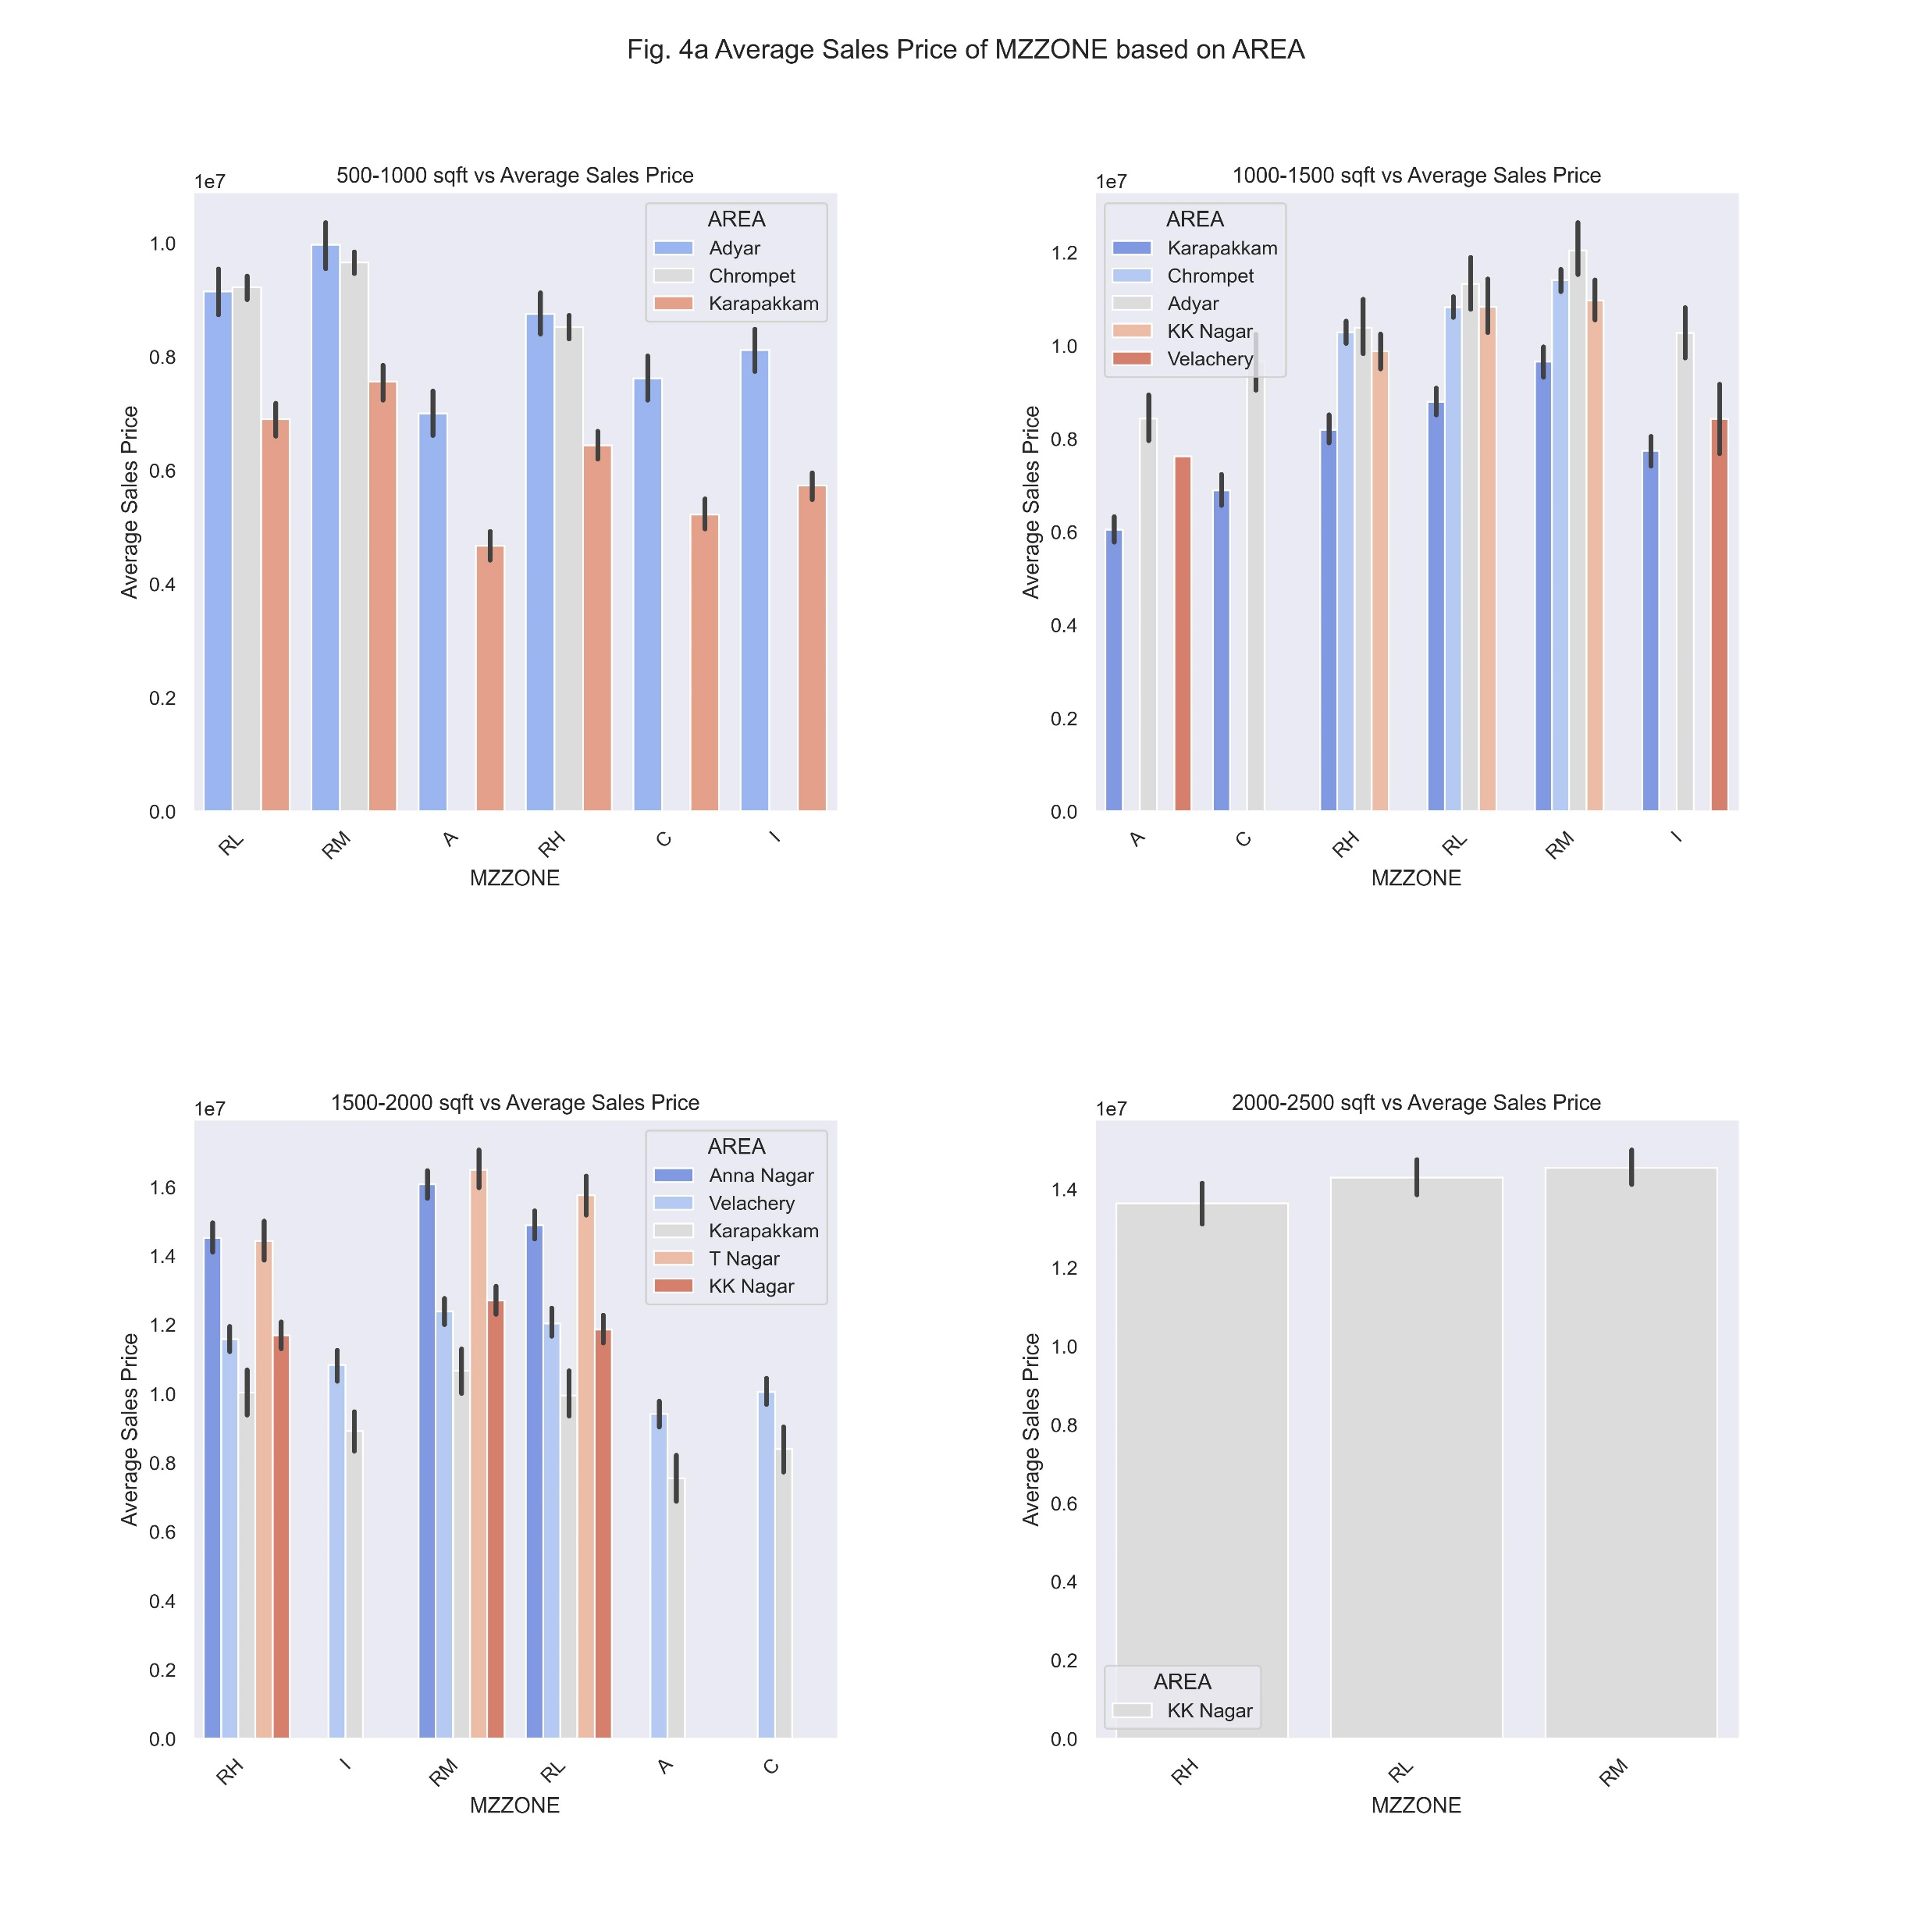 Fig. 4a Average Sales Price of MZZONE based on AREA
500-1000 sqft vs Average Sales Price
1e7
AREA
Adyar
Chrompet
Karapakkam
1.0
0.8
0.6
0.4
0.2
0.0
Average Sales Price
RL
RM
A
RH
C
I
MZZONE
1000-1500 sqft vs Average Sales Price
1e7
AREA
Karapakkam
Chrompet
Adyar
KK Nagar
Velachery
1.2
1.0
0.8
0.6
0.4
0.2
0.0
Average Sales Price
A
C
RH
RL
RM
I
MZZONE
1500-2000 sqft vs Average Sales Price
1e7
AREA
Anna Nagar
Velachery
Karapakkam
T Nagar
KK Nagar
1.6
1.4
1.2
1.0
0.8
0.6
0.4
0.2
0.0
Average Sales Price
RH
I
RM
RL
A
C
MZZONE
2000-2500 sqft vs Average Sales Price
1e7
1.4
1.2
1.0
0.8
0.6
0.4
0.2
0.0
Average Sales Price
AREA
KK Nagar
RH
RL
RM
MZZONE